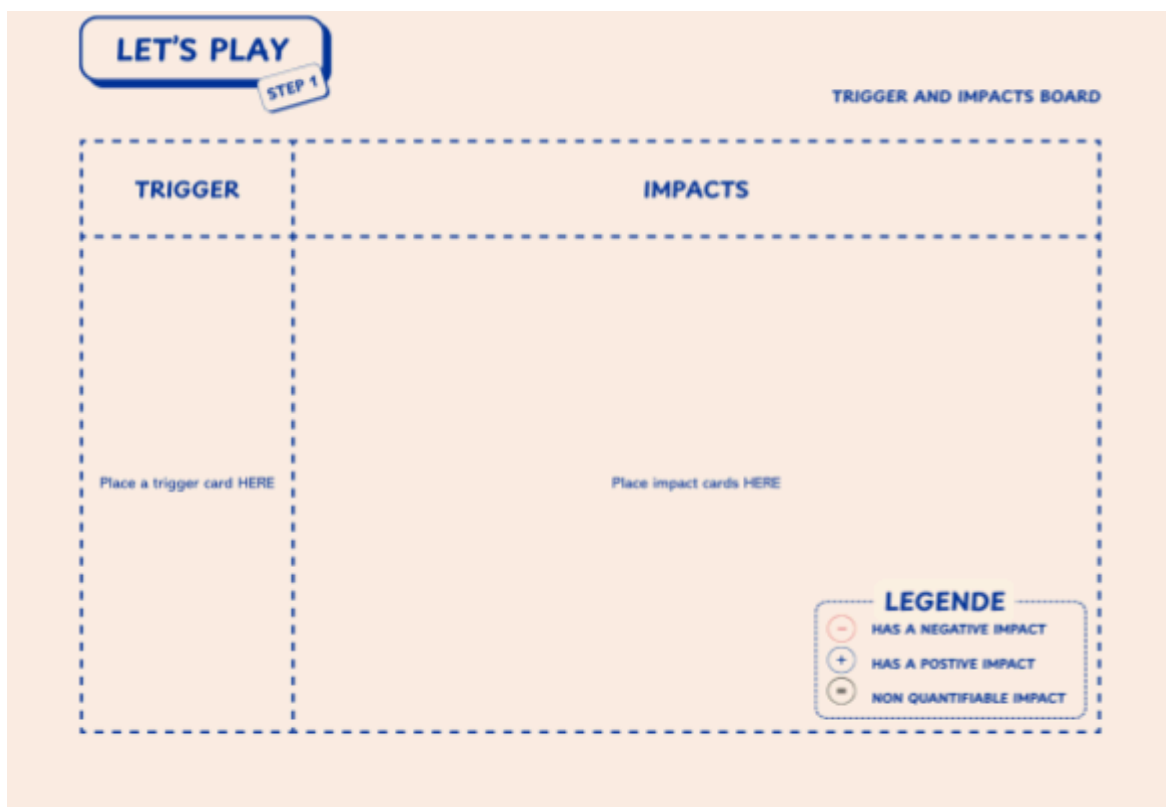 LET'S PLAY
STEP 1
TRIGGER AND IMPACTS BOARD
TRIGGER
IMPACTS
Place a trigger card HERE
Place impact cards HERE
LEGENDE
- HAS A NEGATIVE IMPACT
+ HAS A POSTIVE IMPACT
= NON QUANTIFIABLE IMPACT